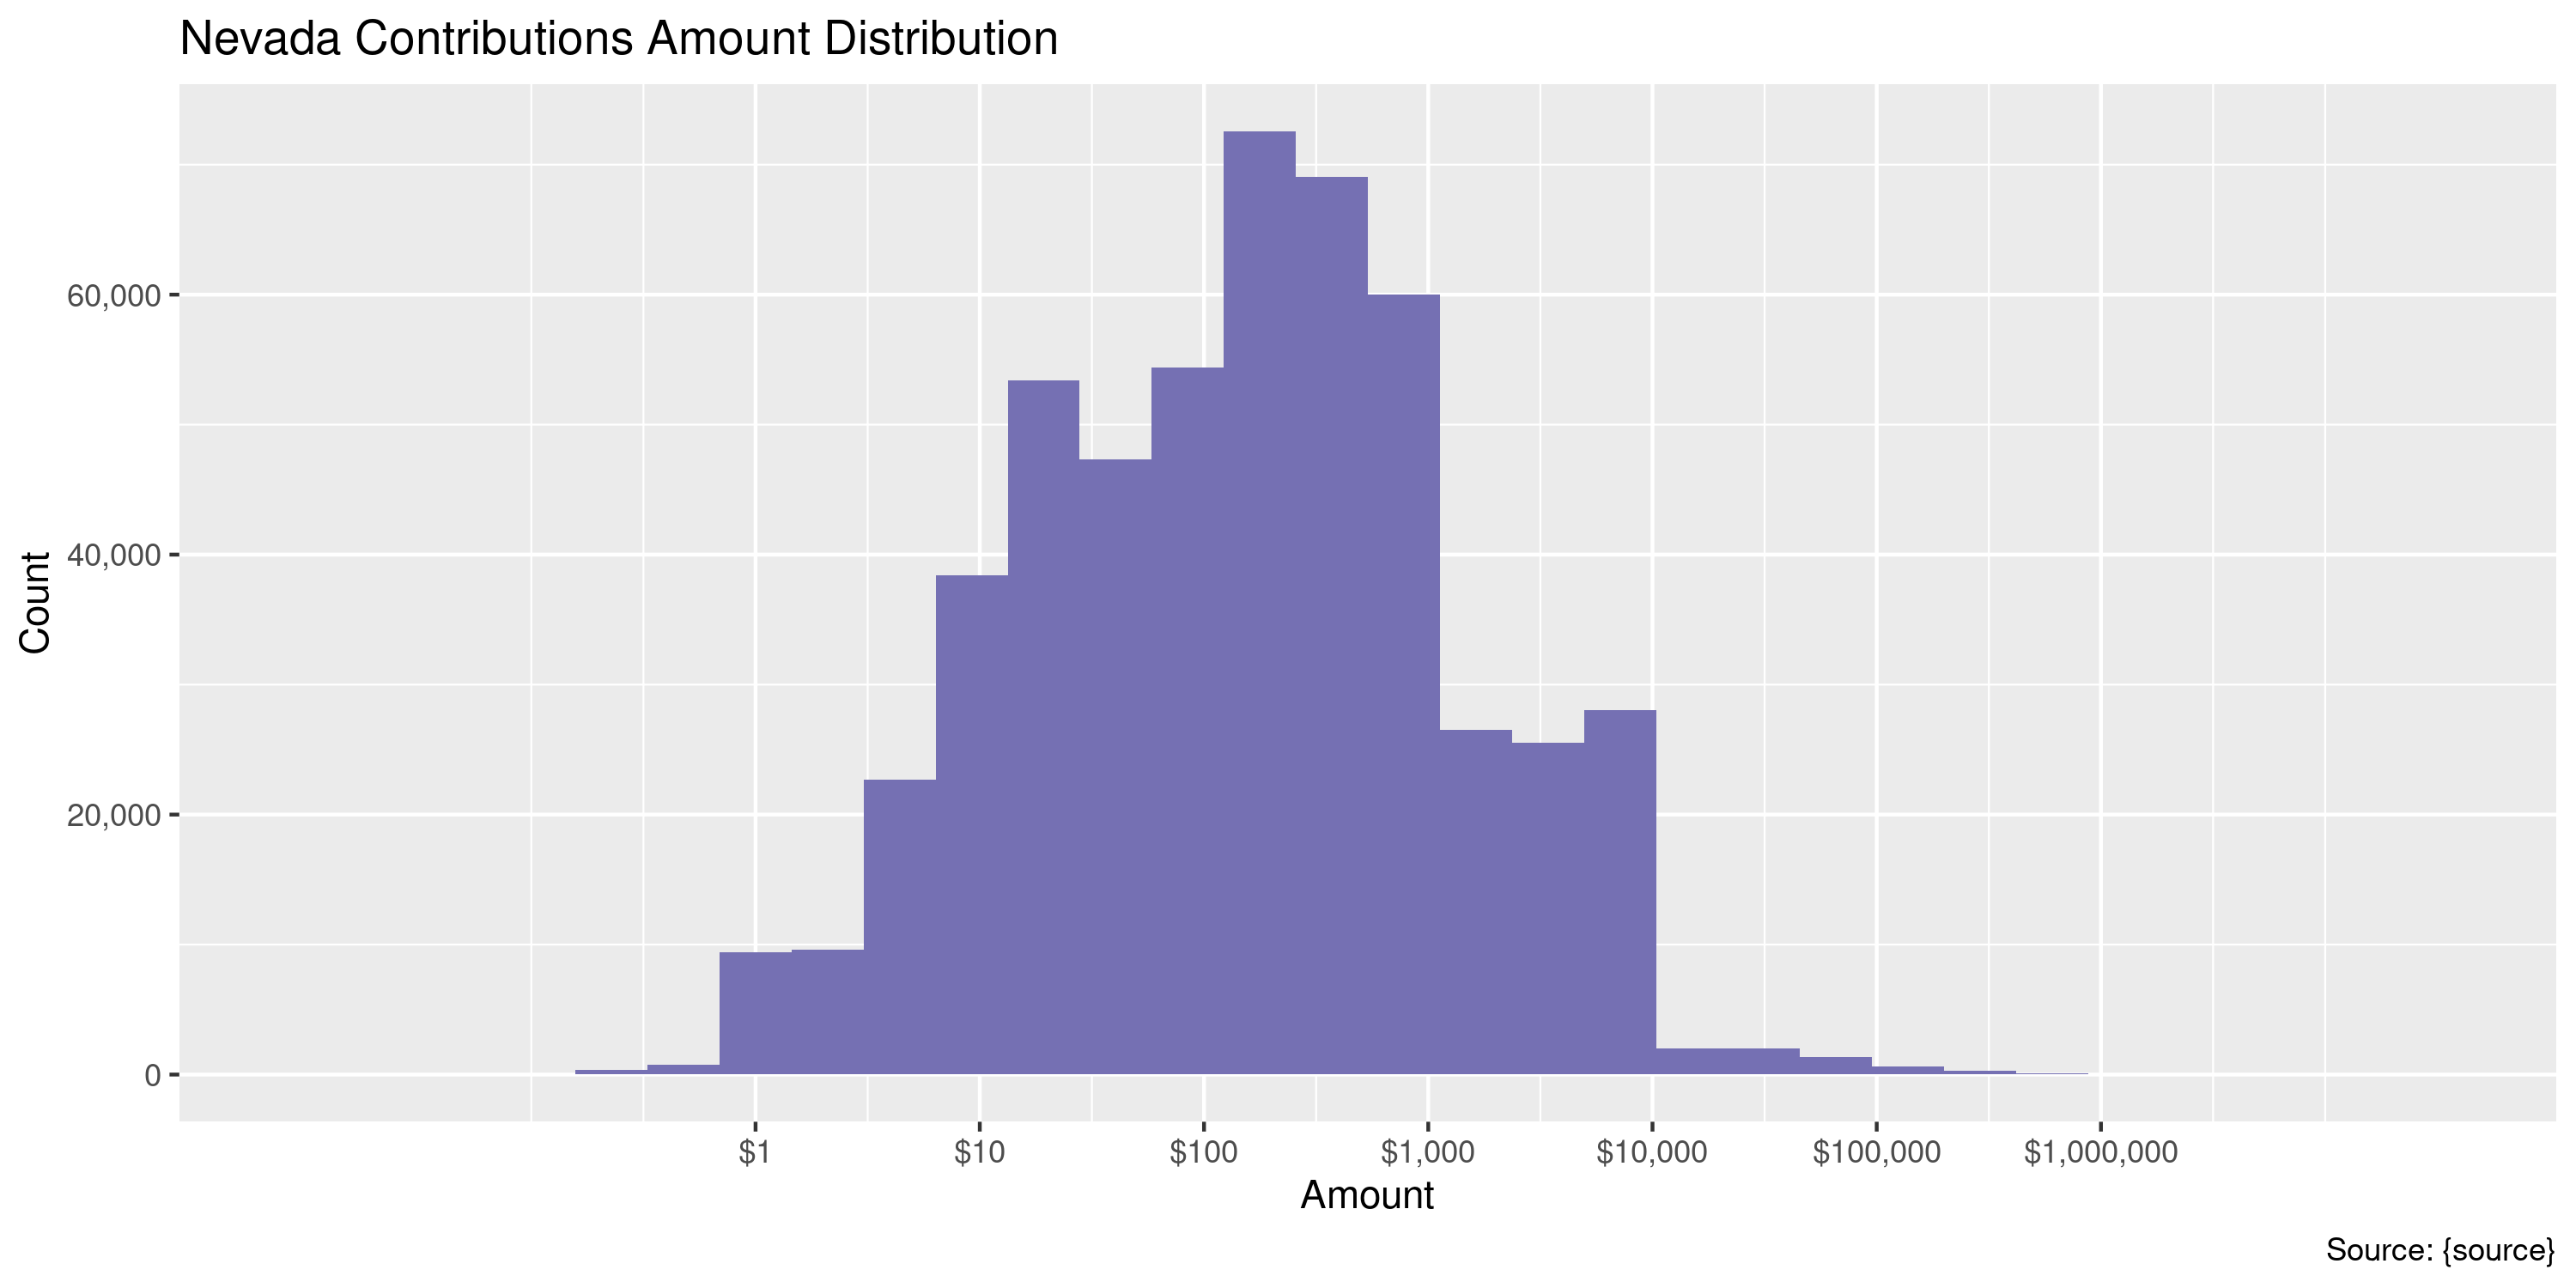 Nevada Contributions Amount Distribution
60,000
40,000
20,000
0
Count
$1 $10 $100 $1,000 $10,000 $100,000 $1,000,000
Amount
Source: {source}